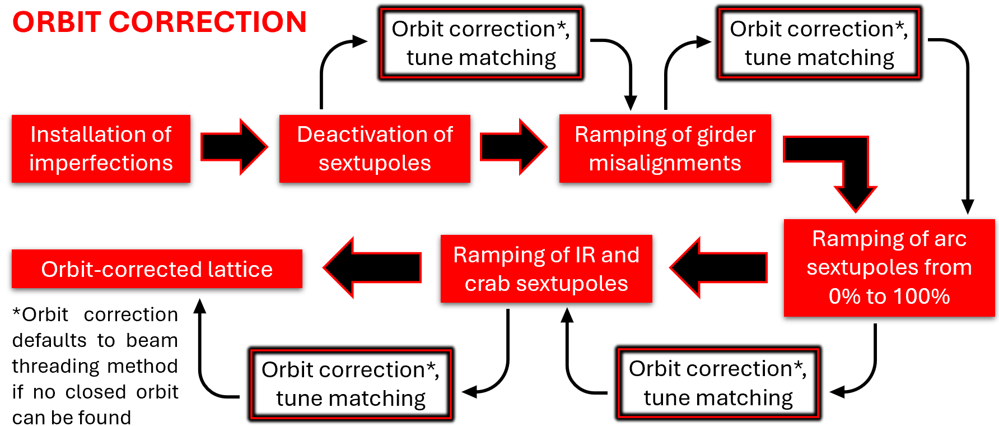 ORBIT CORRECTION
Orbit correction*,
tune matching
Orbit correction*,
tune matching
Installation of
imperfections
Deactivation of
sextupoles
Ramping of girder
misalignments
Ramping of arc
sextupoles from
0% to 100%
Ramping of IR and
crab sextupoles
Orbit-corrected lattice
*Orbit correction
defaults to beam
threading method
if no closed orbit
can be found
Orbit correction*,
tune matching
Orbit correction*,
tune matching